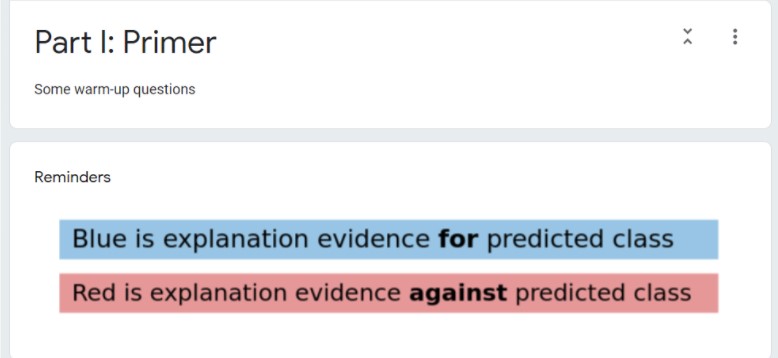 Part I: Primer
Some warm-up questions
Reminders
Blue is explanation evidence for predicted class
Red is explanation evidence against predicted class